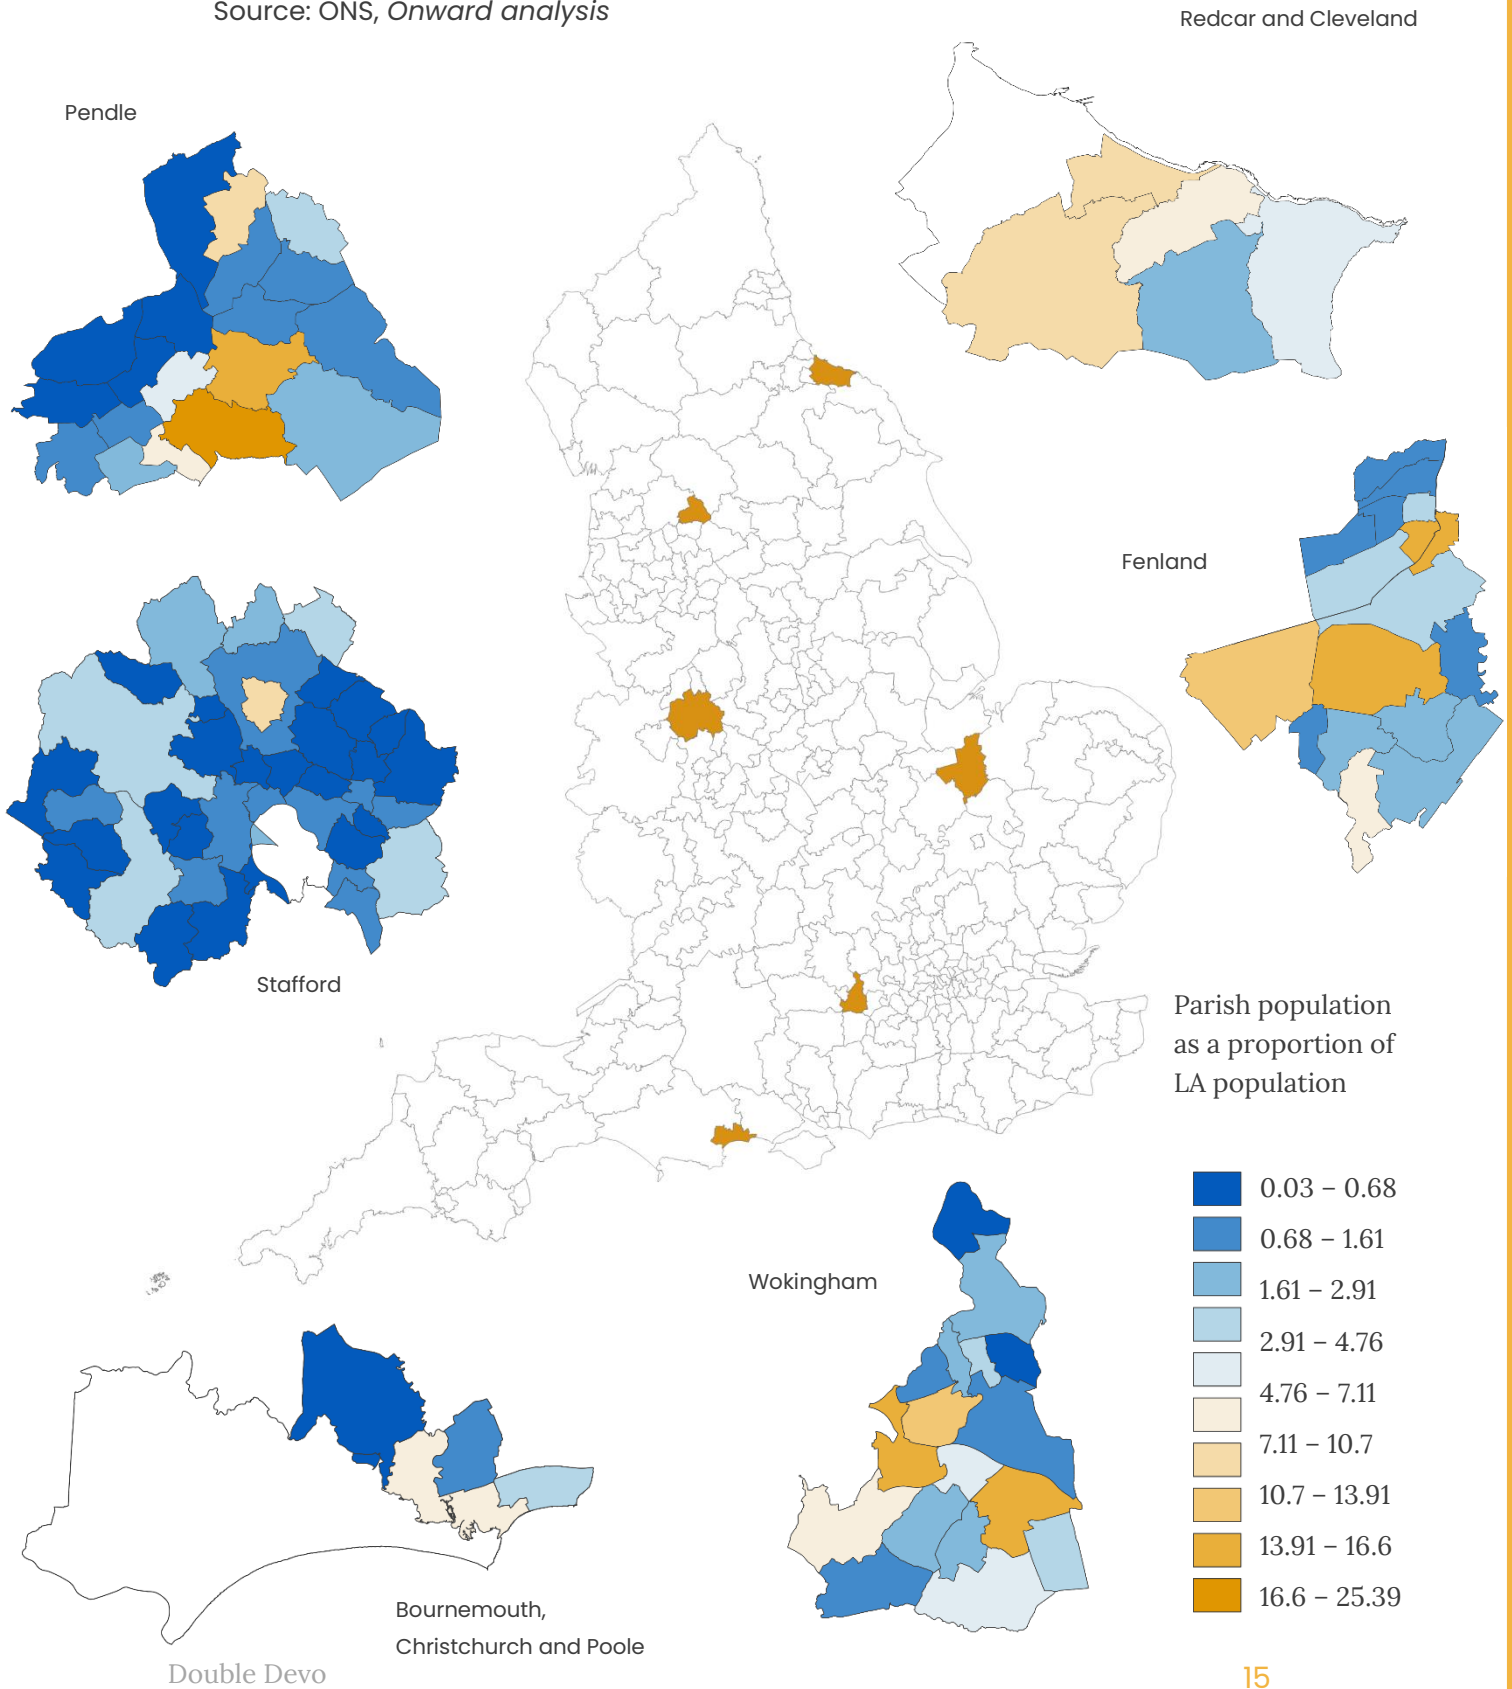 Source: ONS, Onward analysis
Redcar and Cleveland
Pendle
Fenland
Stafford
Parish population
as a proportion of
LA population
0.03 – 0.68
0.68 – 1.61
1.61 – 2.91
2.91 – 4.76
4.76 – 7.11
7.11 – 10.7
10.7 – 13.91
13.91 – 16.6
16.6 – 25.39
Wokingham
Bournemouth,
Christchurch and Poole
Double Devo
15